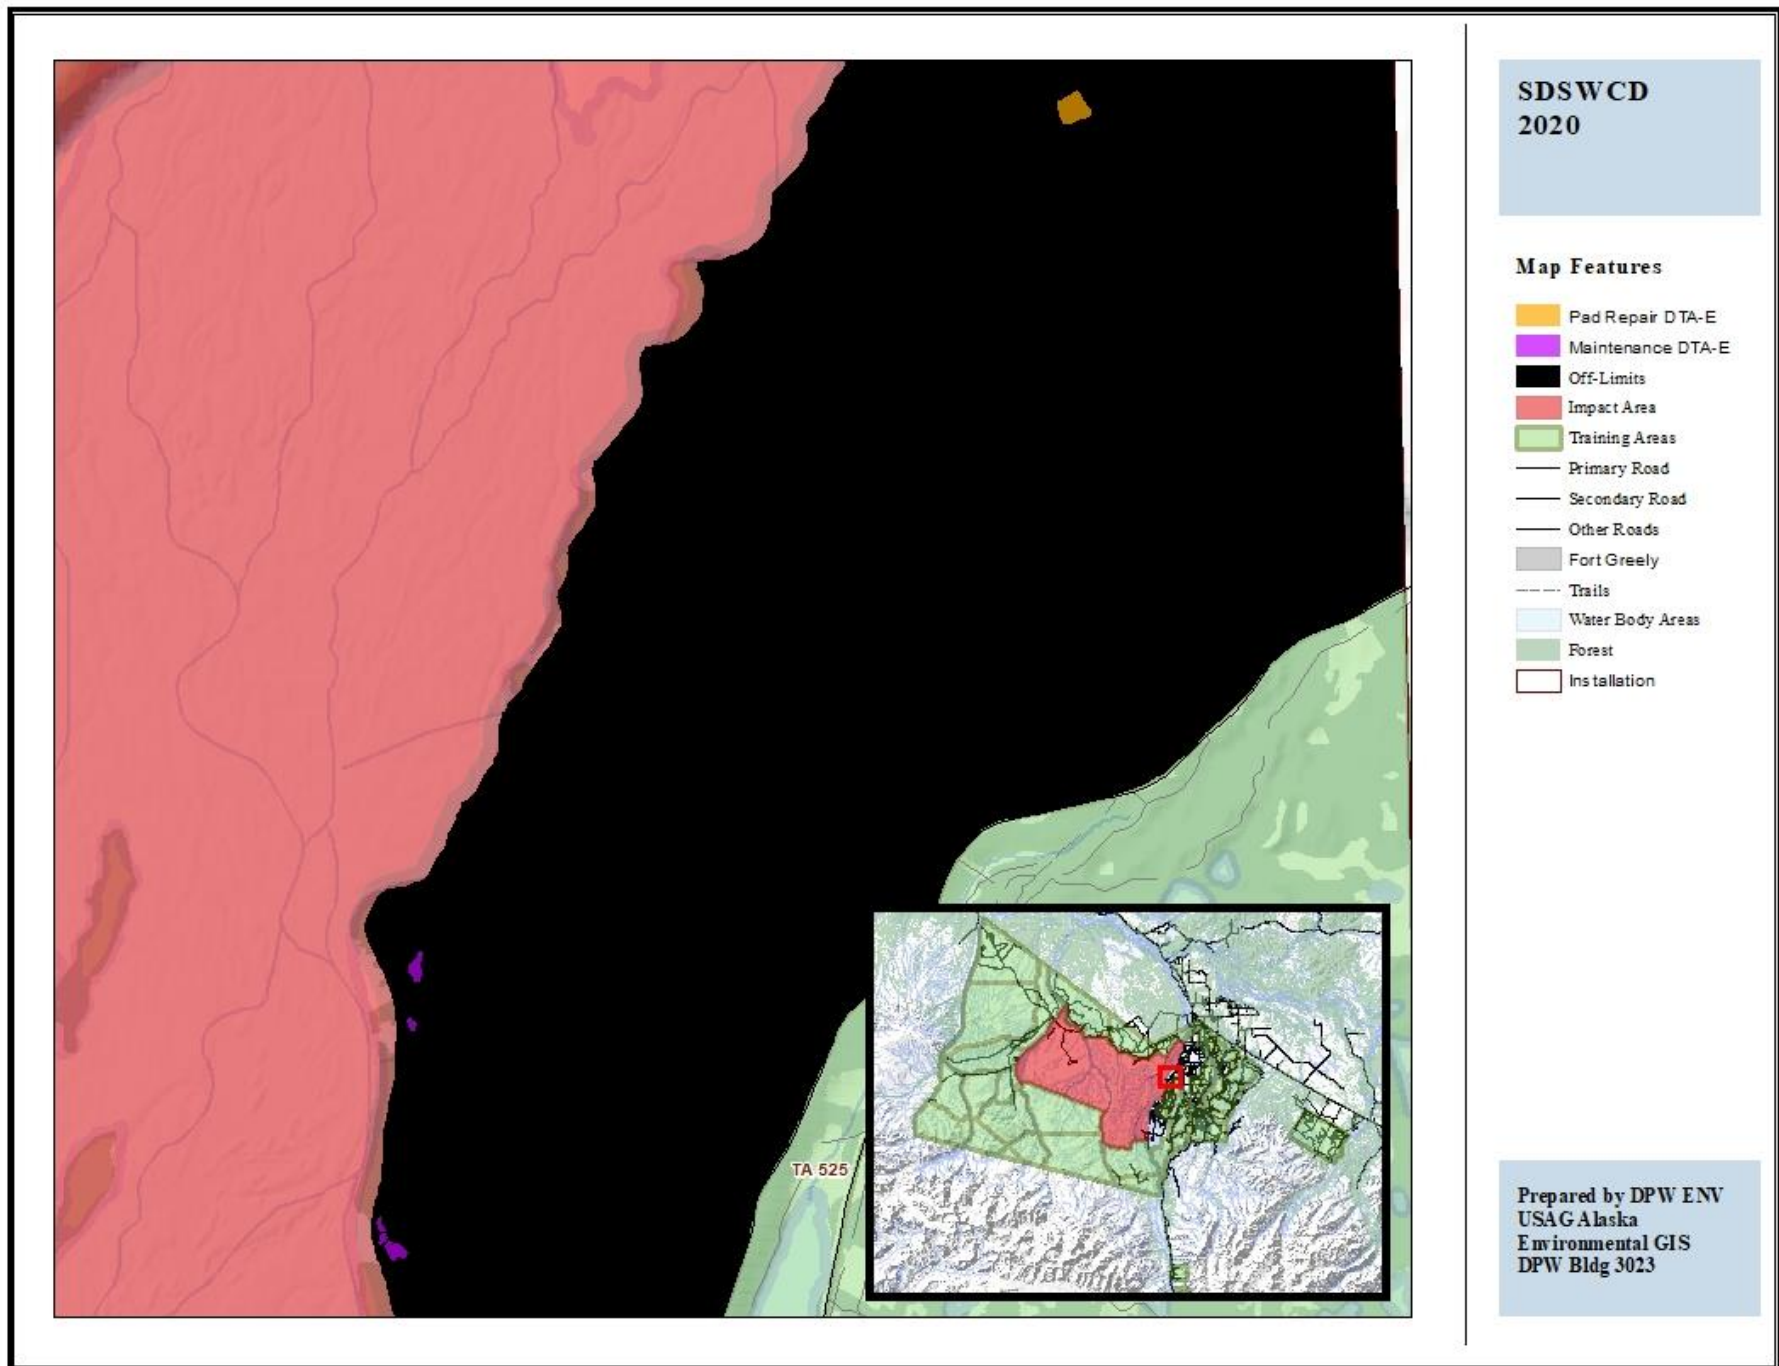 SDSWCD
2020
Map Features
Pad Repair DTA-E
Maintenance DTA-E
Off-Limits
Impact Area
Training Areas
Primary Road
Secondary Road
Other Roads
Fort Greely
Trails
Water Body Areas
Forest
Installation
TA 525
Prepared by DPW ENV
USAG Alaska
Environmental GIS
DPW Bldg 3023